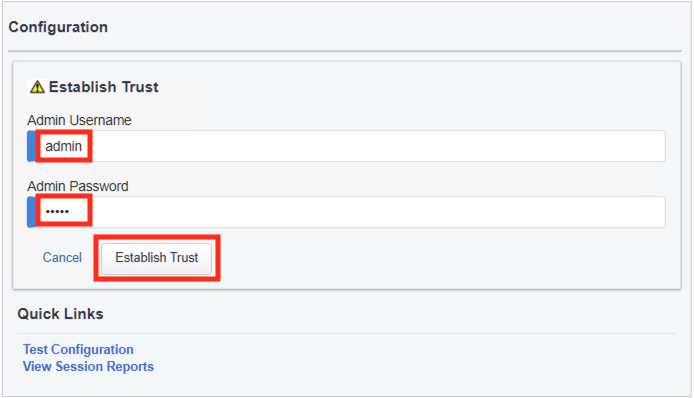 Configuration
Establish Trust
Admin Username
admin
Admin Password
•••••
Cancel Establish Trust
Quick Links
Test Configuration
View Session Reports